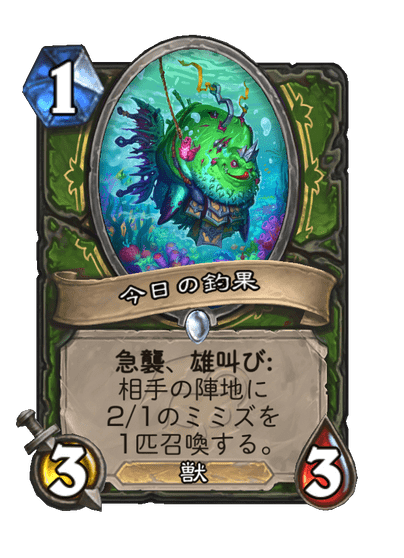 1
今日の釣果
急襲、雄叫び:
相手の陣地に
2/1のミミズを
1匹召喚する。
3
獣
3